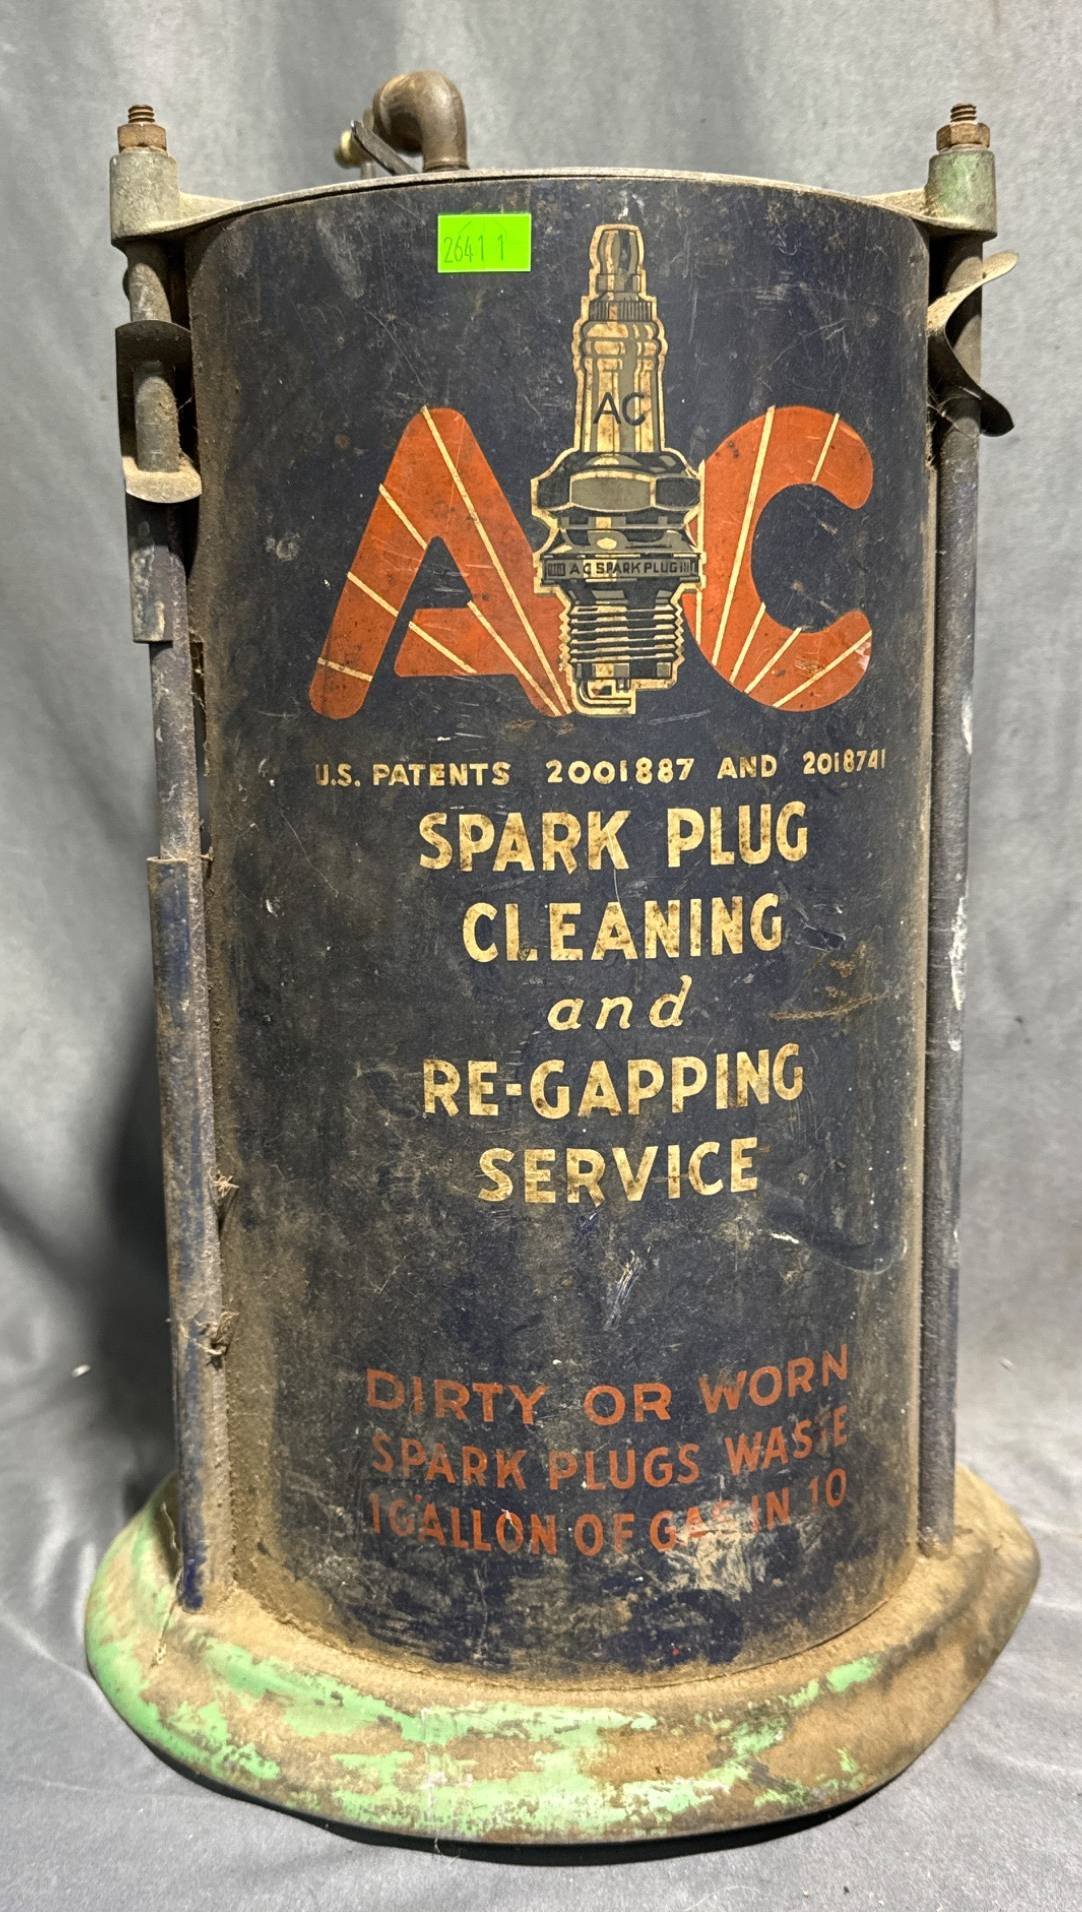 26411
AC
AC
AC SPARK PLUG
U.S. PATENTS 2001887 AND 2018741
SPARK PLUG
CLEANING
and
RE-GAPPING
SERVICE
DIRTY OR WORN
SPARK PLUGS WASTE
1 GALLON OF GAS IN 10